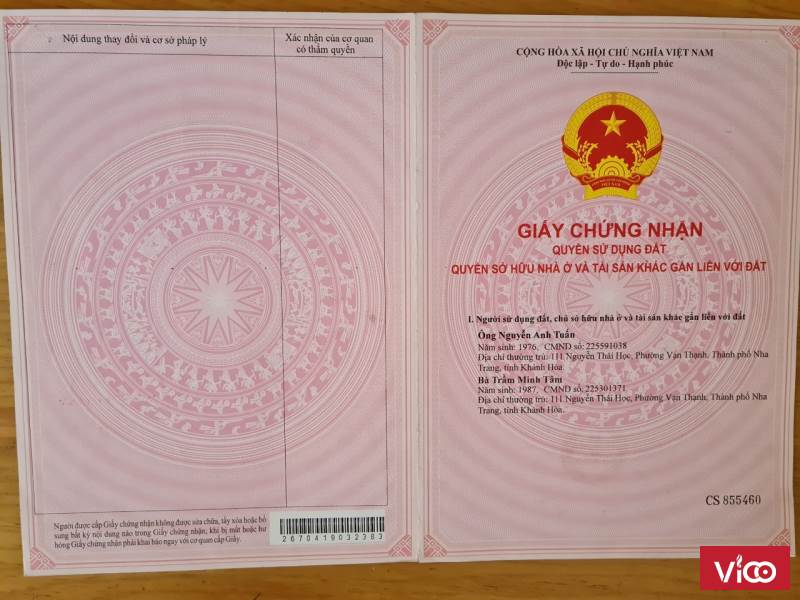 Nội dung thay đổi và cơ sở pháp lý
Xác nhận của cơ quan
có thẩm quyền
Người được cấp Giấy chứng nhận không được sửa chữa, tẩy xóa hoặc bổ
sung bất kỳ nội dung nào trong Giấy chứng nhận; khi bị mất hoặc hư
hỏng Giấy chứng nhận phải khai báo ngay với cơ quan cấp Giấy.
2670419032383
CỘNG HÒA XÃ HỘI CHỦ NGHĨA VIỆT NAM
Độc lập - Tự do - Hạnh phúc
VIỆT NAM
GIẤY CHỨNG NHẬN
QUYỀN SỬ DỤNG ĐẤT
QUYỀN SỞ HỮU NHÀ Ở VÀ TÀI SẢN KHÁC GẮN LIỀN VỚI ĐẤT
I. Người sử dụng đất, chủ sở hữu nhà ở và tài sản khác gắn liền với đất
Ông Nguyễn Anh Tuấn
Năm sinh: 1976, CMND số: 225591038
Địa chỉ thường trú: 111 Nguyễn Thái Học, Phường Vạn Thạnh, Thành phố Nha
Trang, tỉnh Khánh Hòa.
Bà Trầm Minh Tâm
Năm sinh: 1987, CMND số: 225301371.
Địa chỉ thường trú: 111 Nguyễn Thái Học, Phường Vạn Thạnh, Thành phố Nha
Trang, tỉnh Khánh Hòa.
CS 855460
Vico